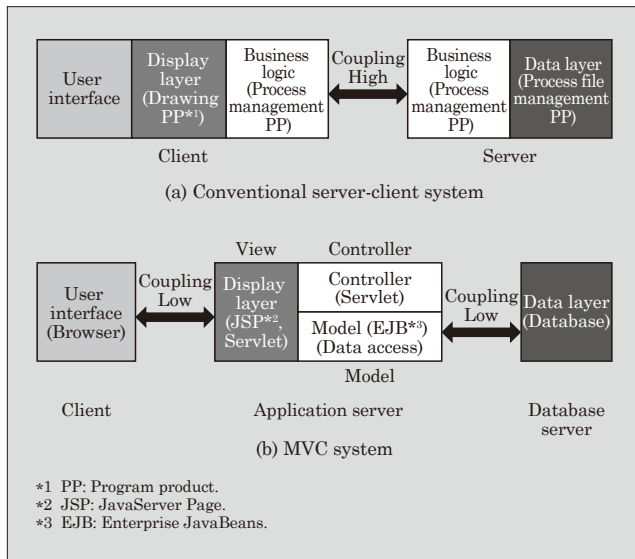 User
interface
Display
layer
(Drawing
PP*1)
Business
logic
(Process
management
PP)
Coupling
High
Business
logic
(Process
management
PP)
Data layer
(Process file
management
PP)
Client
Server
(a) Conventional server-client system
View
Controller
User
interface
(Browser)
Coupling
Low
Display
layer
(JSP*2,
Servlet)
Controller
(Servlet)
Model (EJB*3)
(Data access)
Coupling
Low
Data layer
(Database)
Model
Client
Application server
Database
server
(b) MVC system
*1 PP: Program product.
*2 JSP: JavaServer Page.
*3 EJB: Enterprise JavaBeans.